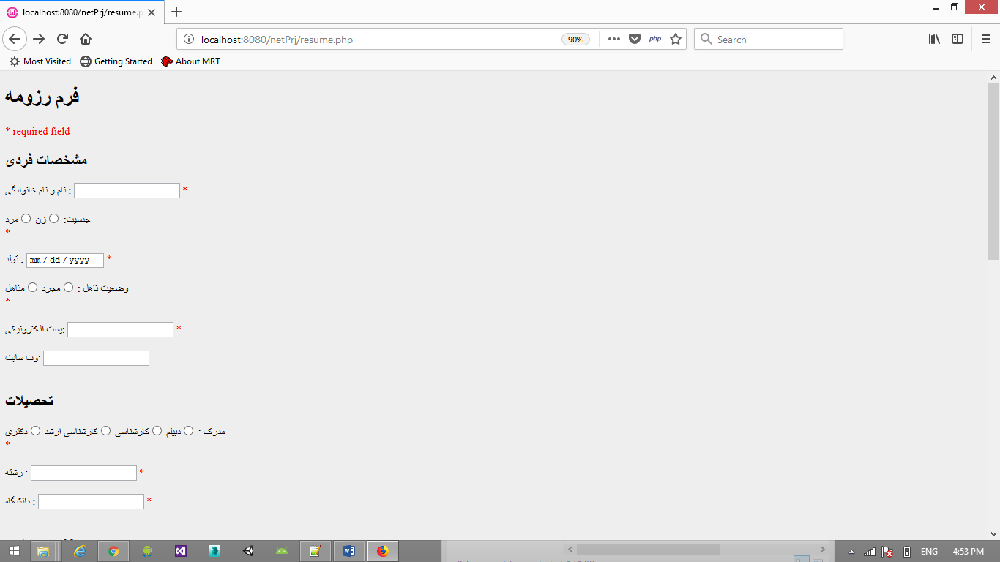 localhost:8080/netPrj/resume.p
localhost:8080/netPrj/resume.php
90%
php
Search
Most Visited
Getting Started
About MRT
فرم رزومه
* required field
مشخصات فردی
نام و نام خانوادگی : *
جنسیت: زن مرد
*
تولد : mm / dd / yyyy *
وضعیت تاهل : مجرد متاهل
*
پست الکترونیکی: *
وب سایت:
تحصیلات
مدرک : دیپلم کارشناسی کارشناسی ارشد دکتری
*
رشته : *
دانشگاه : *
ENG
4:53 PM